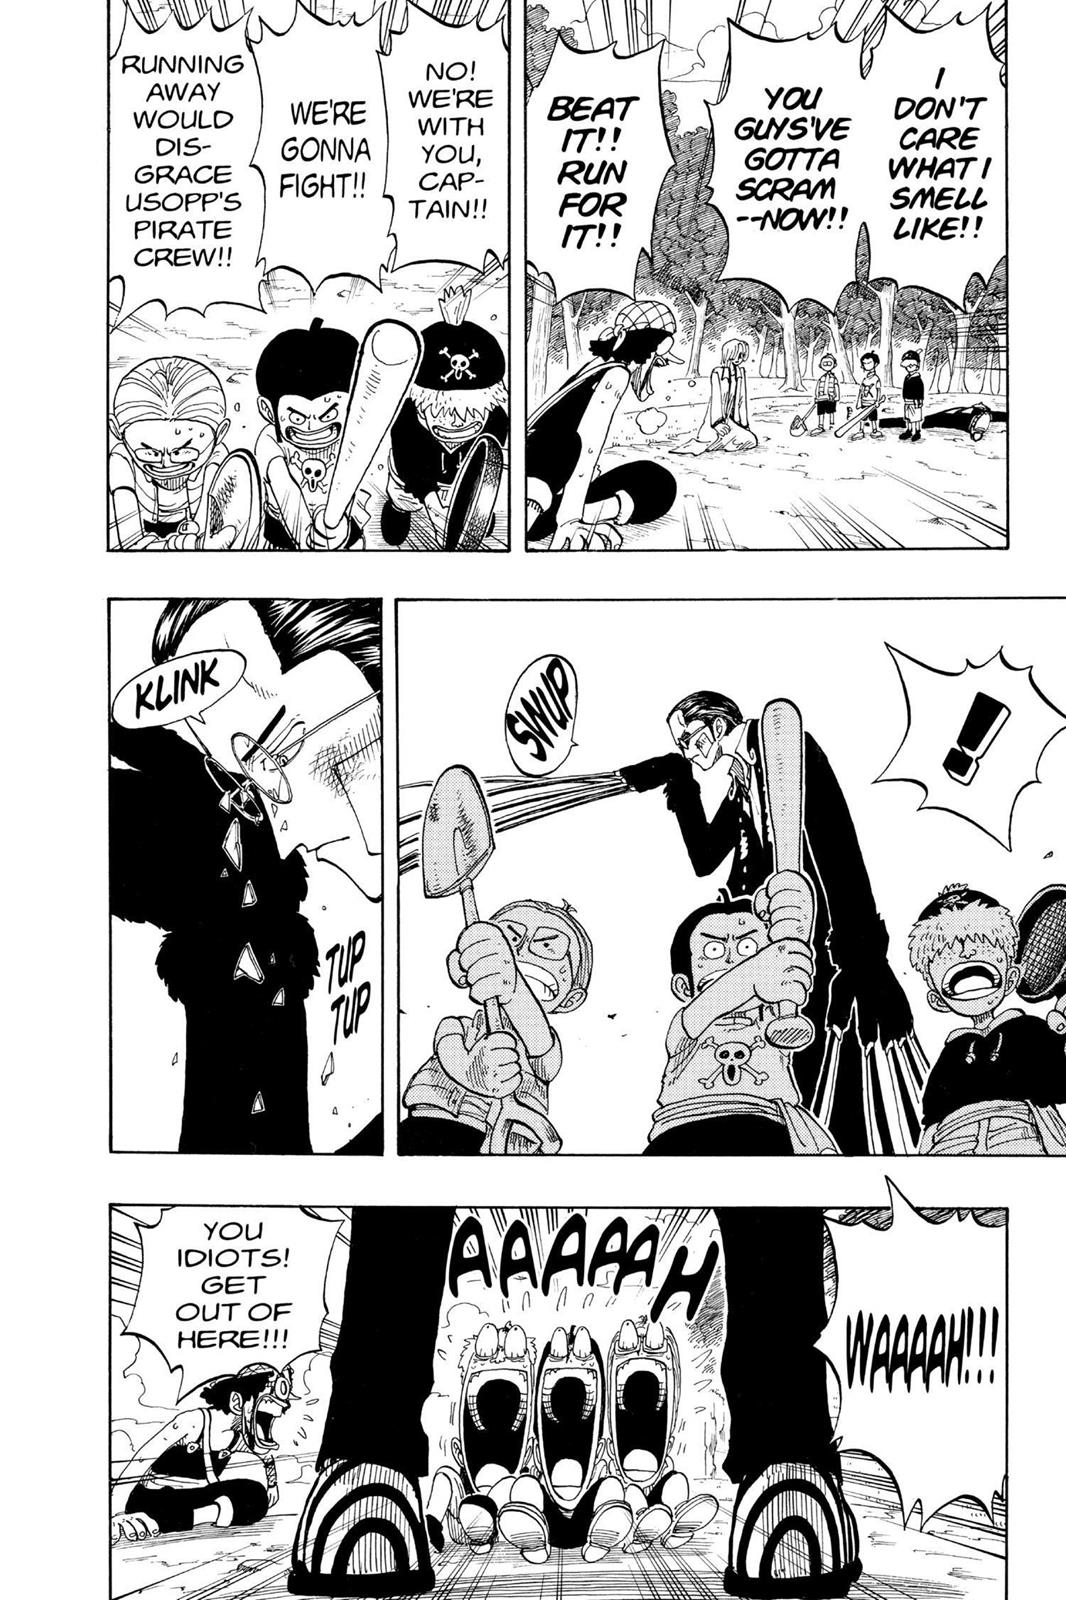 I
DON'T
CARE
WHAT I
SMELL
LIKE!!
YOU
GUYS'VE
GOTTA
SCRAM
--NOW!!
BEAT
IT!!
RUN
FOR
IT!!
NO!
WE'RE
WITH
YOU,
CAP-
TAIN!!
WE'RE
GONNA
FIGHT!!
RUNNING
AWAY
WOULD
DIS-
GRACE
USOPP'S
PIRATE
CREW!!
!
SWUP
KLINK
TUP
TUP
WAAAAH!!!
AAAAAH
YOU
IDIOTS!
GET
OUT OF
HERE!!!